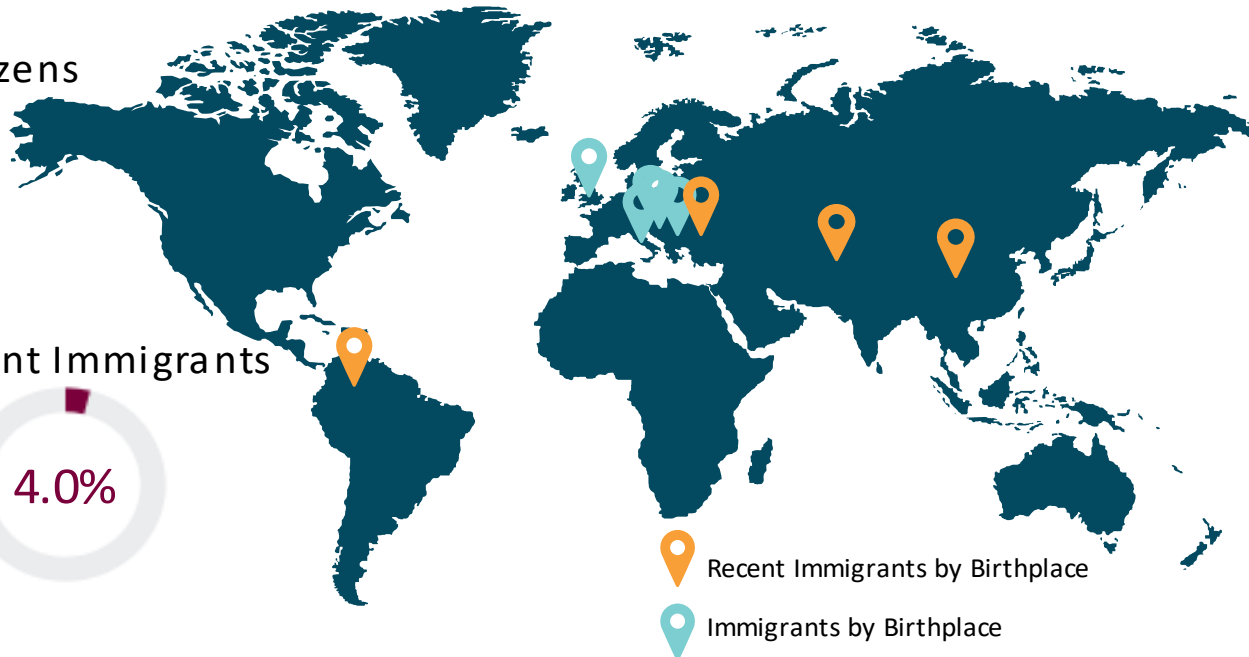 zens
nt Immigrants
4.0%
Recent Immigrants by Birthplace
Immigrants by Birthplace